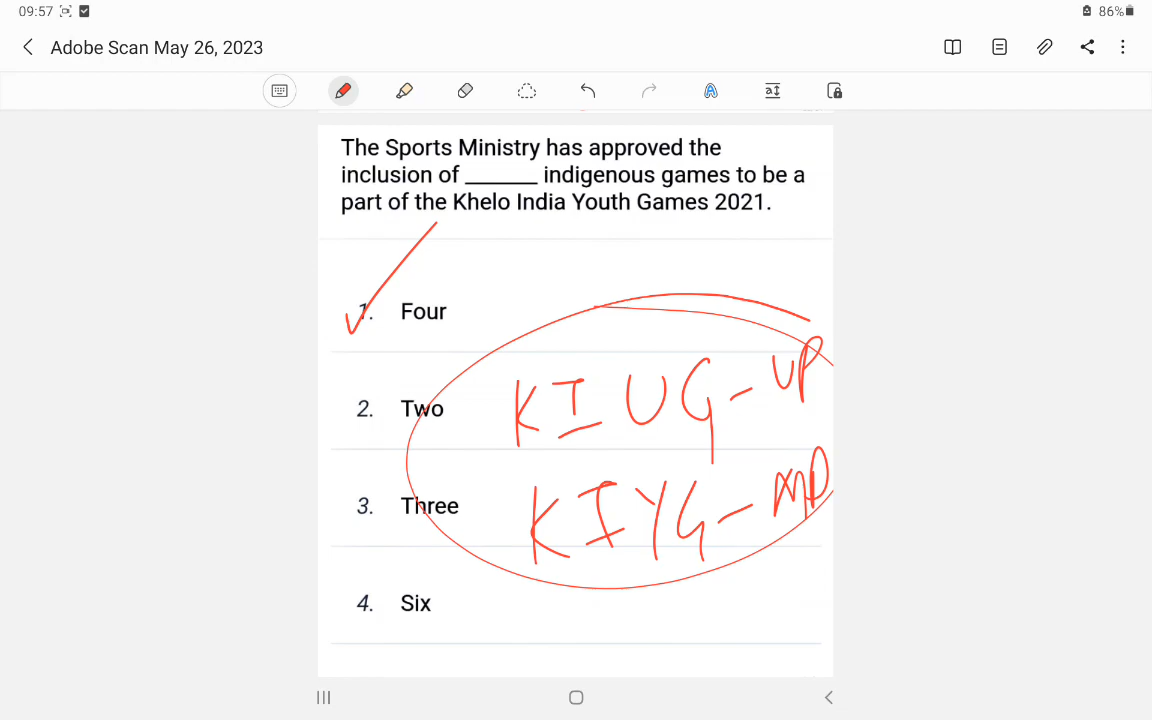 09:57
86%
Adobe Scan May 26, 2023
The Sports Ministry has approved the
inclusion of ______ indigenous games to be a
part of the Khelo India Youth Games 2021.
1. Four
2. Two
3. Three
4. Six
KIUG-UP
KIYG-MP